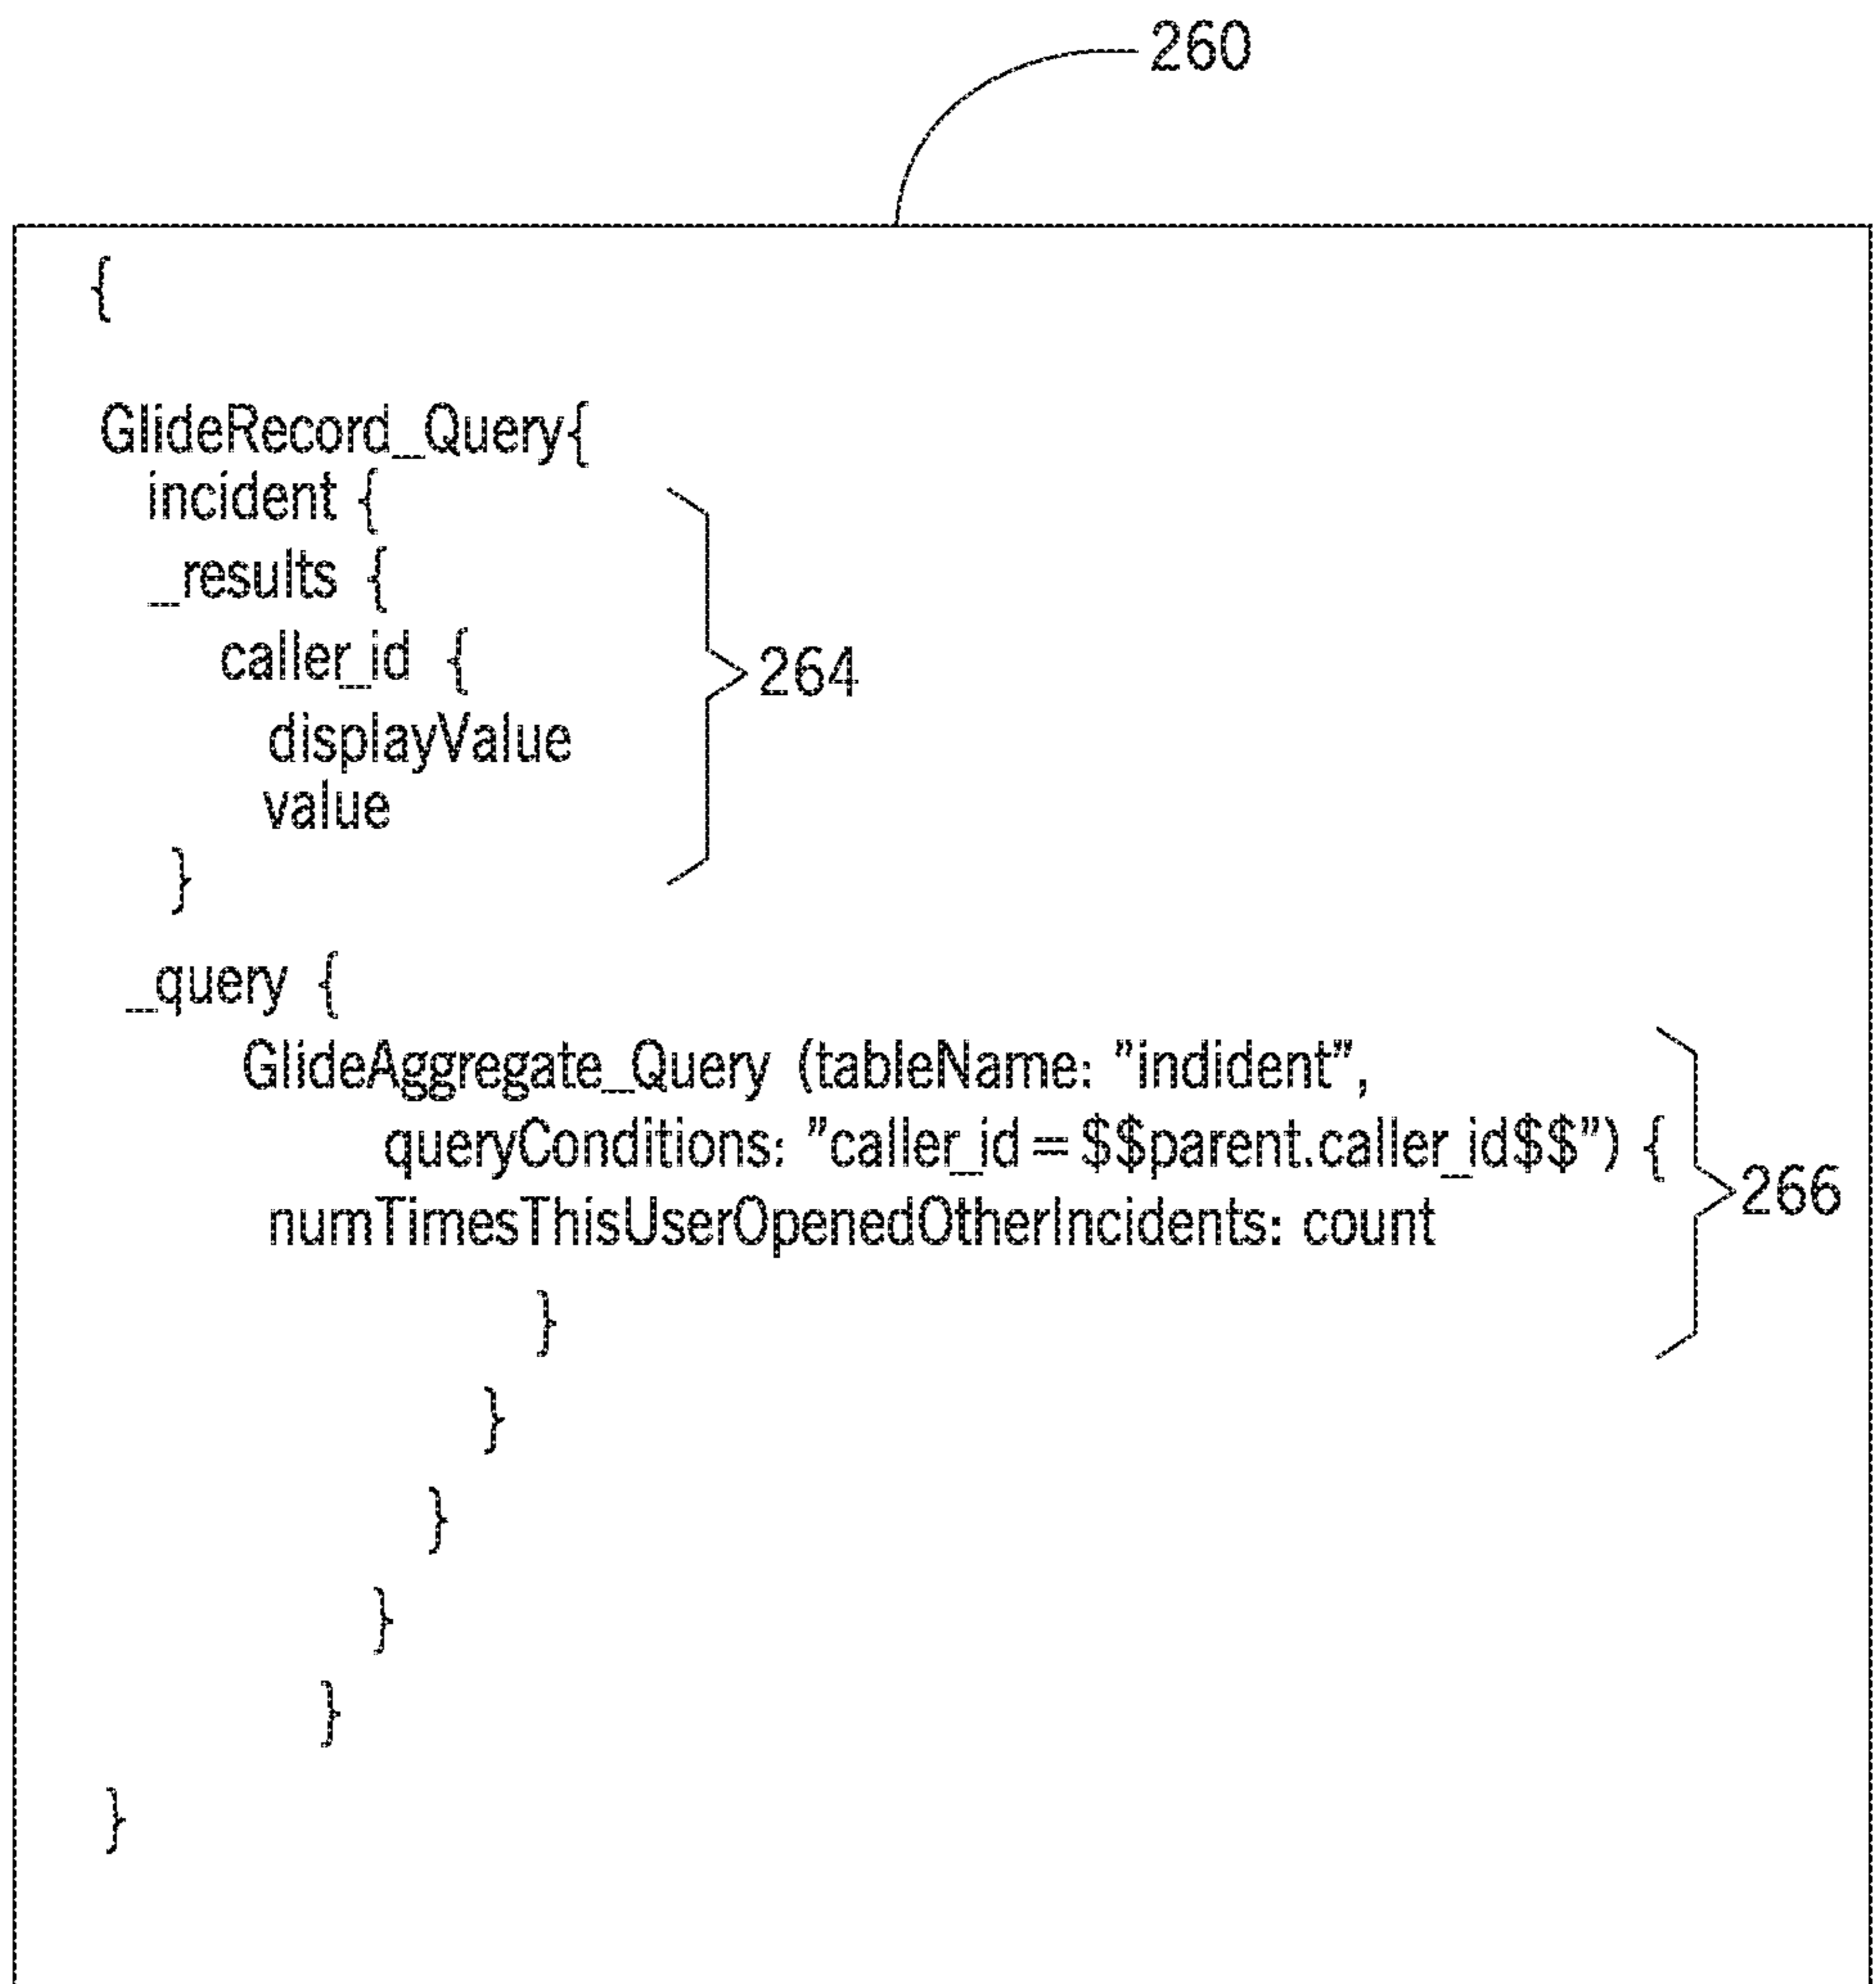 260
{
GlideRecord_Query{
incident {
_results {
caller_id {
displayValue
value
}
264
_query {
GlideAggregate_Query (tableName: "indident",
queryConditions: "caller_id = $$parent.caller_id$$") {
numTimesThisUserOpenedOtherIncidents: count
266
}
}
}
}
}
}